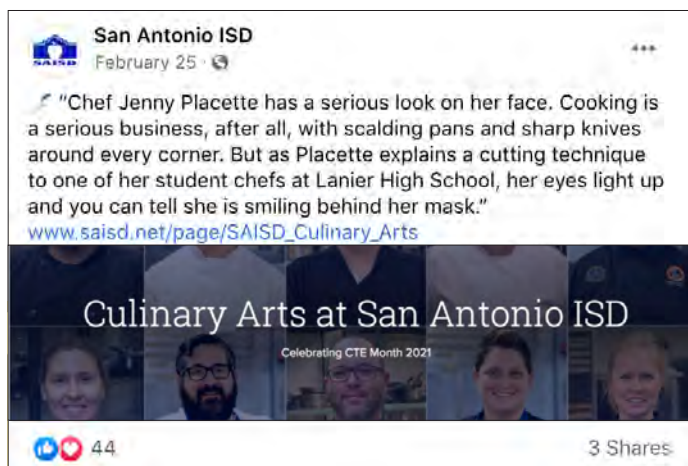 San Antonio ISD
SAISD
February 25 ·
"Chef Jenny Placette has a serious look on her face. Cooking is
a serious business, after all, with scalding pans and sharp knives
around every corner. But as Placette explains a cutting technique
to one of her student chefs at Lanier High School, her eyes light up
and you can tell she is smiling behind her mask."
www.saisd.net/page/SAISD_Culinary_Arts
Culinary Arts at San Antonio ISD
Celebrating CTE Month 2021
44
3 Shares